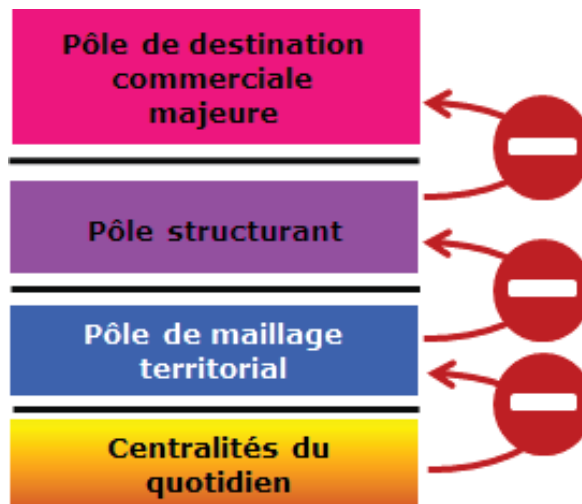 Pôle de destination
commerciale
majeure
Pôle structurant
Pôle de maillage
territorial
Centralités du
quotidien